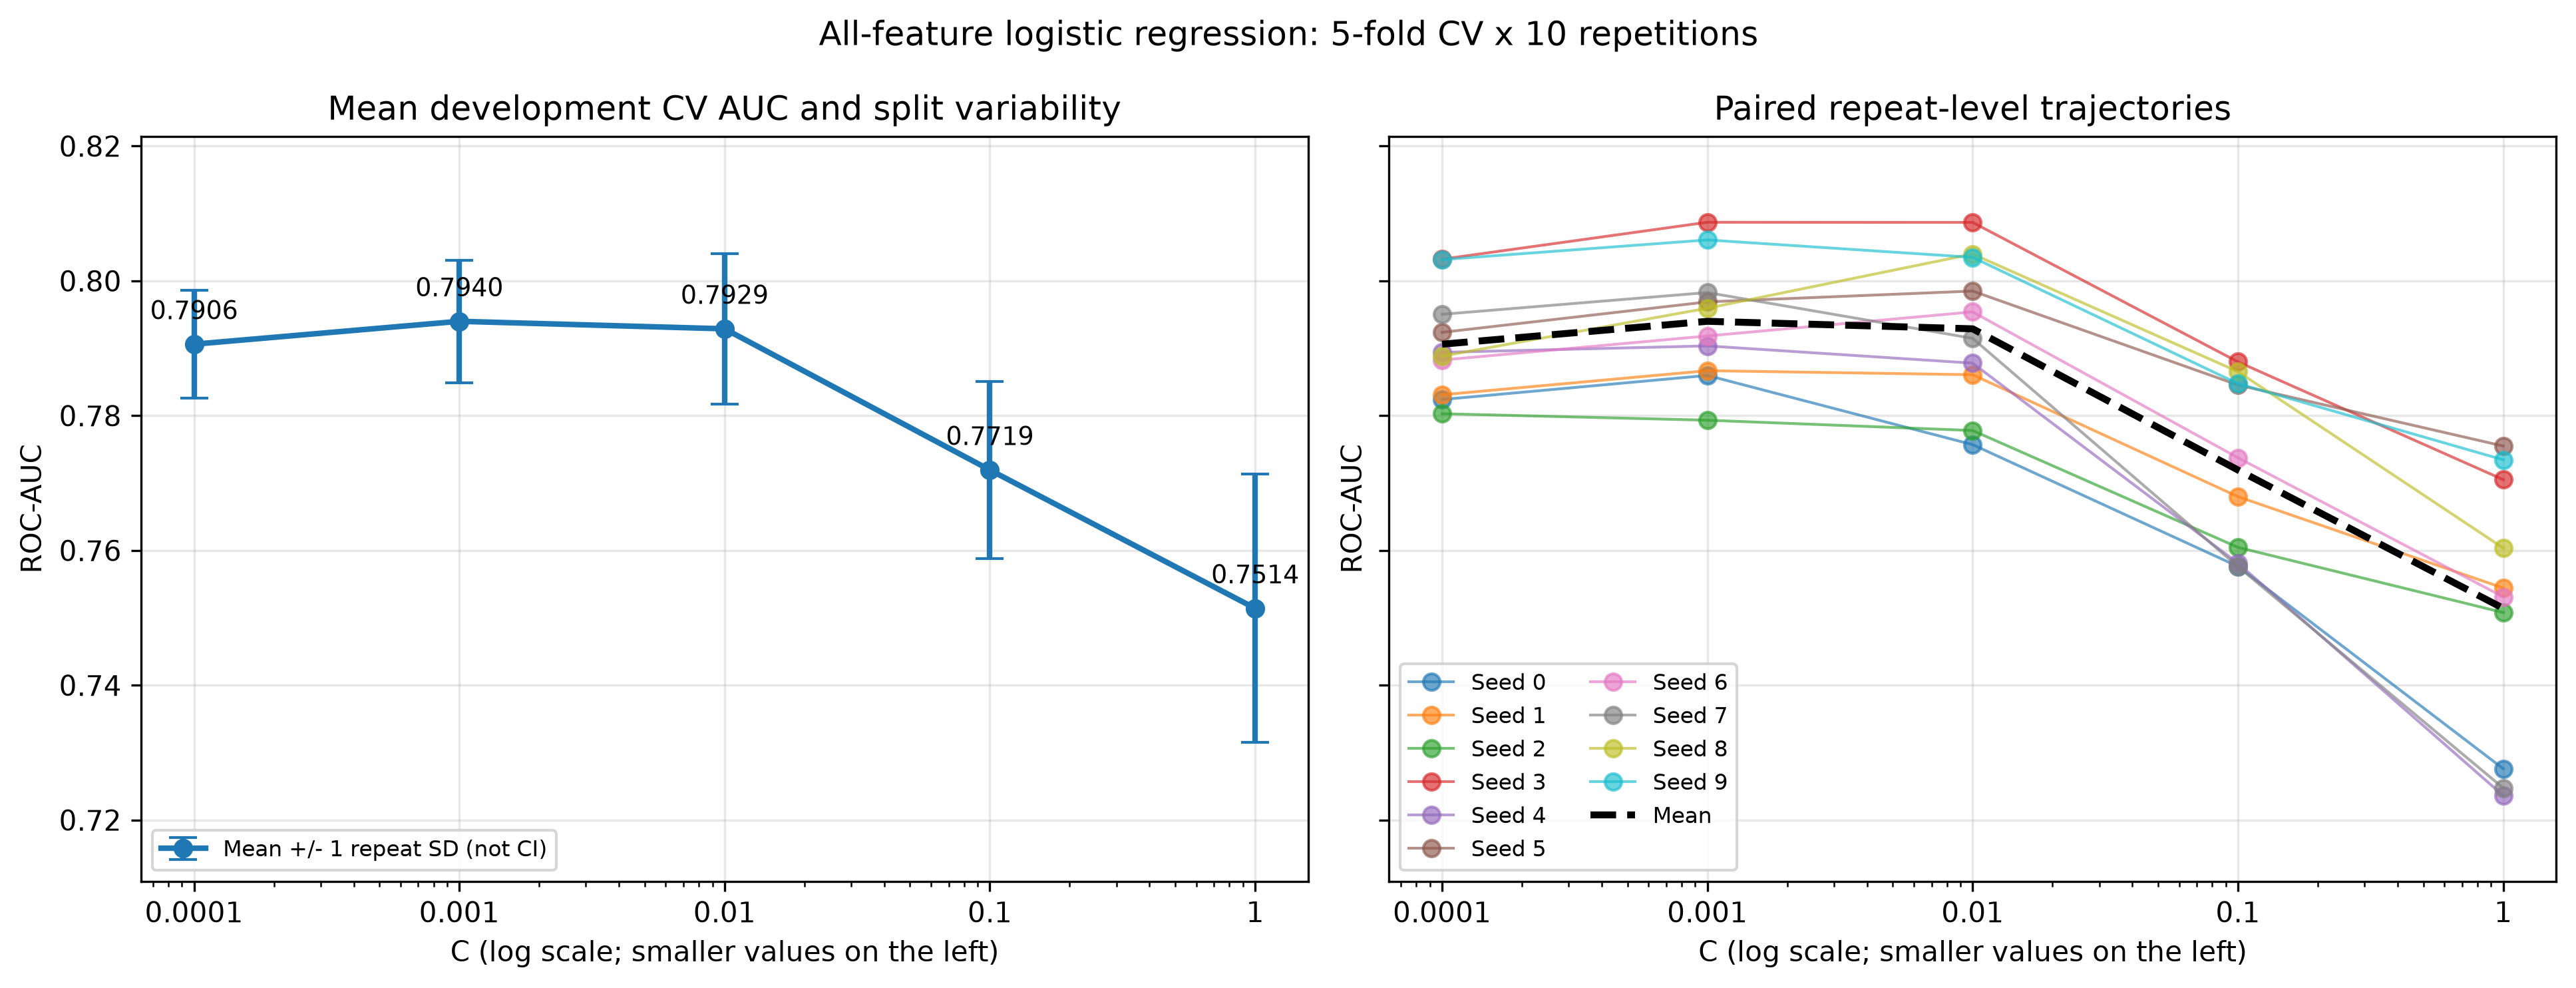 All-feature logistic regression: 5-fold CV x 10 repetitions
Mean development CV AUC and split variability
ROC-AUC
0.82
0.80
0.78
0.76
0.74
0.72
0.7906
0.7940
0.7929
0.7719
0.7514
Mean +/- 1 repeat SD (not CI)
0.0001
0.001
0.01
0.1
1
C (log scale; smaller values on the left)
Paired repeat-level trajectories
ROC-AUC
Seed 0
Seed 1
Seed 2
Seed 3
Seed 4
Seed 5
Seed 6
Seed 7
Seed 8
Seed 9
Mean
0.0001
0.001
0.01
0.1
1
C (log scale; smaller values on the left)